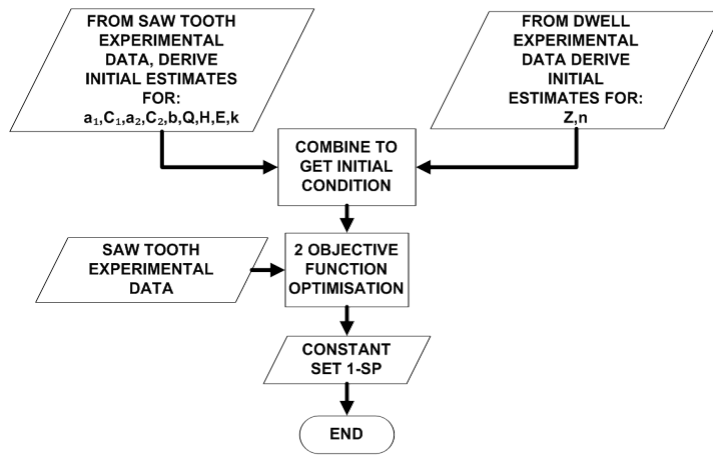 FROM SAW TOOTH
EXPERIMENTAL
DATA, DERIVE
INITIAL ESTIMATES
FOR:
a₁,C₁,a₂,C₂,b,Q,H,E,k
FROM DWELL
EXPERIMENTAL
DATA DERIVE
INITIAL
ESTIMATES FOR:
Z,n
COMBINE TO
GET INITIAL
CONDITION
SAW TOOTH
EXPERIMENTAL
DATA
2 OBJECTIVE
FUNCTION
OPTIMISATION
CONSTANT
SET 1-SP
END